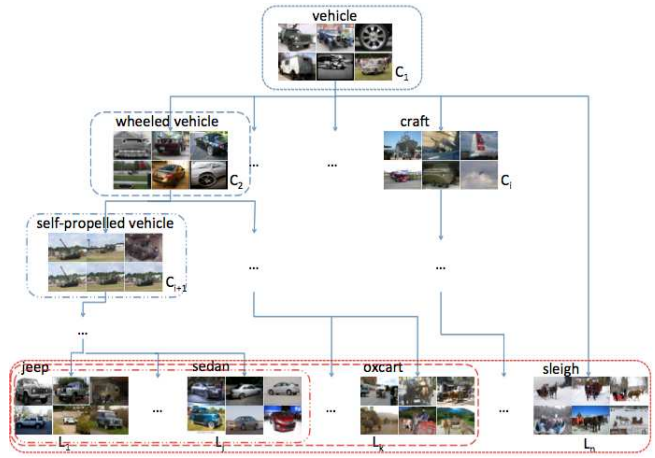 vehicle
C1
wheeled vehicle
craft
...
...
C2
Ci
self-propelled vehicle
...
...
Ci+1
...
jeep
sedan
oxcart
sleigh
...
...
...
L1
Lj
Lk
Ln